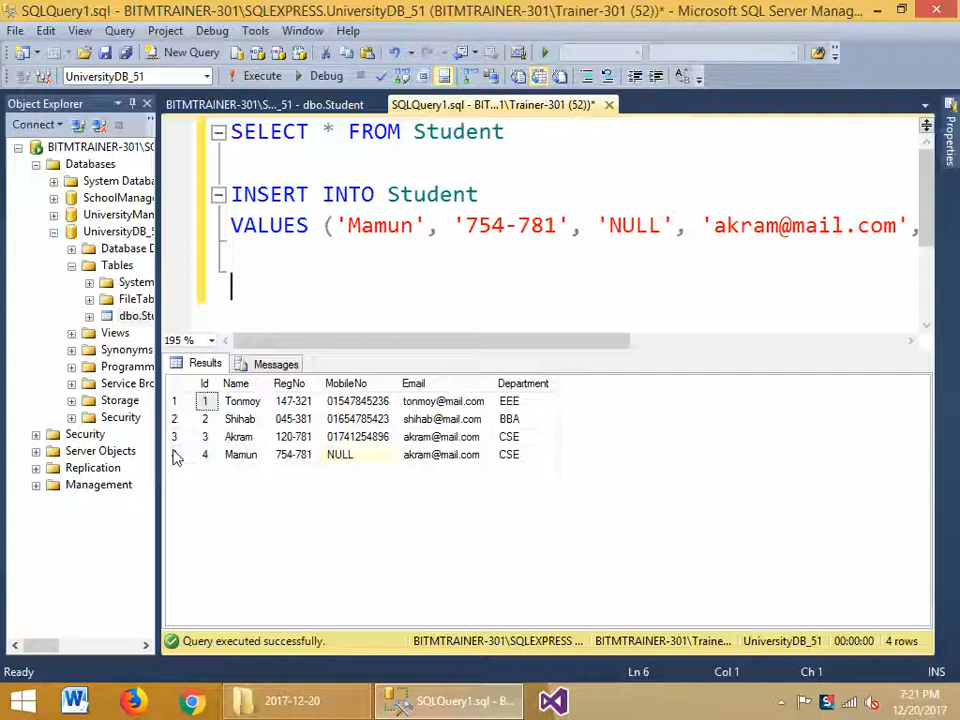 SQLQuery1.sql - BITMTRAINER-301\SQLEXPRESS.UniversityDB_51 (BITMTRAINER-301\Trainer-301 (52))* - Microsoft SQL Server Manag...
File Edit View Query Project Debug Tools Window Help
New Query
UniversityDB_51 Execute Debug
Object Explorer
BITMTRAINER-301\S..._51 - dbo.Student
SQLQuery1.sql - BIT...1\Trainer-301 (52))*
Properties
Connect
BITMTRAINER-301\SQ
Databases
System Databa
SchoolManage
UniversityMan
UniversityDB_5
Database D
Tables
System
FileTab
dbo.Stu
Views
Synonyms
Programm
Service Bro
Storage
Security
Security
Server Objects
Replication
Management
SELECT * FROM Student
INSERT INTO Student
VALUES ('Mamun', '754-781', 'NULL', 'akram@mail.com',
195 %
Results Messages
Id Name RegNo MobileNo Email Department
1 1 Tonmoy 147-321 01547845236 tonmoy@mail.com EEE
2 2 Shihab 045-381 01654785423 shihab@mail.com BBA
3 3 Akram 120-781 01741254896 akram@mail.com CSE
4 Mamun 754-781 NULL akram@mail.com CSE
Query executed successfully. BITMTRAINER-301\SQLEXPRESS ... BITMTRAINER-301\Traine... UniversityDB_51 00:00:00 4 rows
Ready Ln 6 Col 1 Ch 1 INS
2017-12-20 SQLQuery1.sql - B...
7:21 PM
12/20/2017